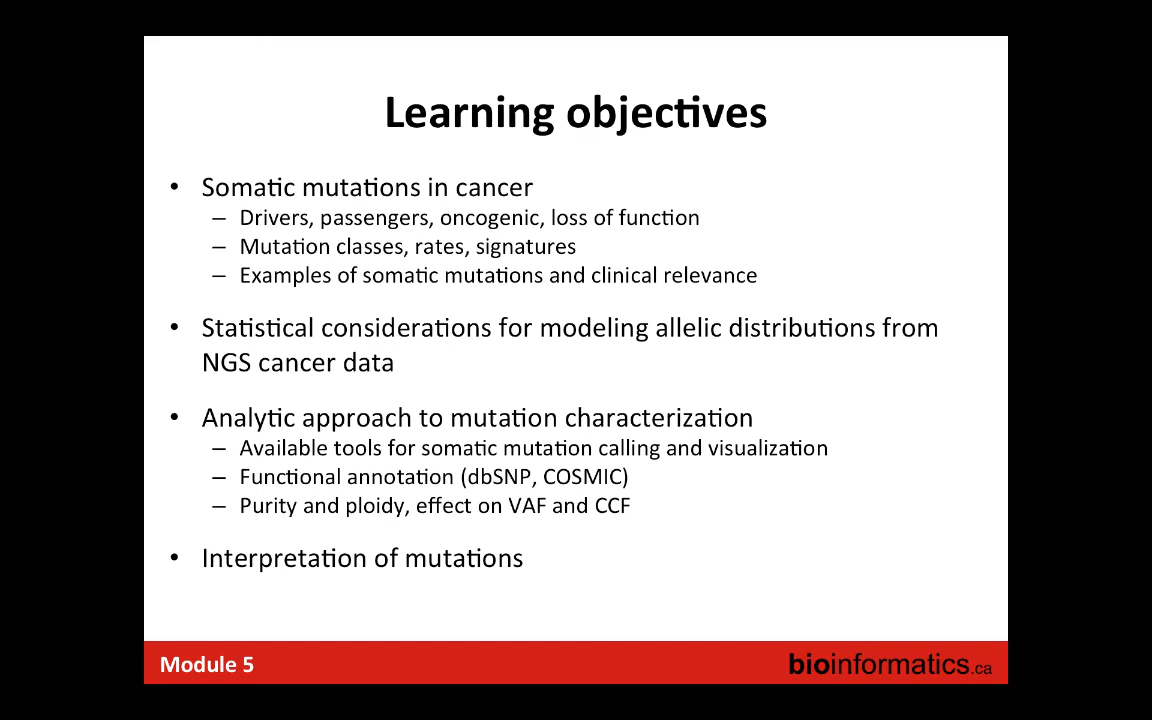 Learning objectives
• Somatic mutations in cancer
– Drivers, passengers, oncogenic, loss of function
– Mutation classes, rates, signatures
– Examples of somatic mutations and clinical relevance
• Statistical considerations for modeling allelic distributions from
NGS cancer data
• Analytic approach to mutation characterization
– Available tools for somatic mutation calling and visualization
– Functional annotation (dbSNP, COSMIC)
– Purity and ploidy, effect on VAF and CCF
• Interpretation of mutations
Module 5
bioinformatics.ca